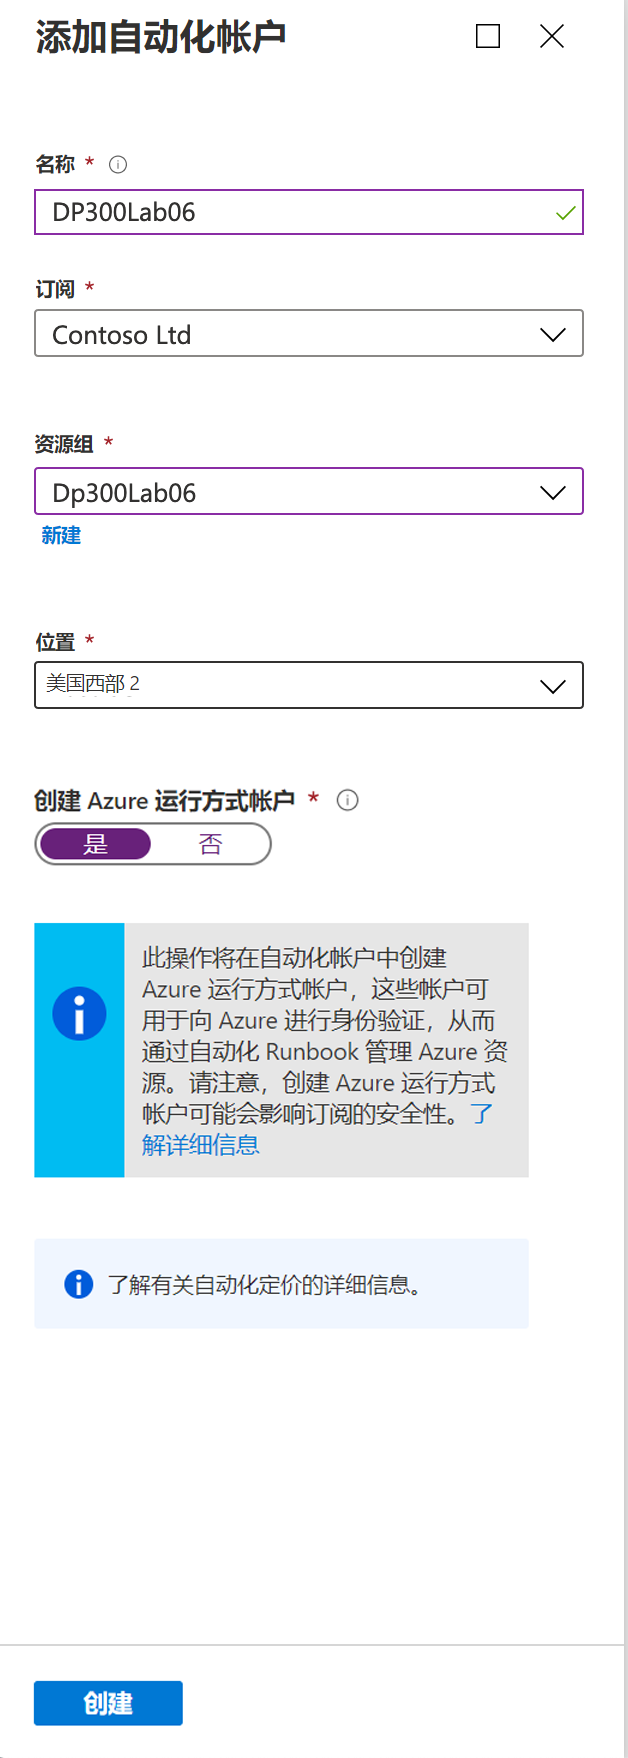 添加自动化帐户
名称 *
DP300Lab06
订阅 *
Contoso Ltd
资源组 *
Dp300Lab06
新建
位置 *
美国西部 2
创建 Azure 运行方式帐户 *
是 否
此操作将在自动化帐户中创建
Azure 运行方式帐户，这些帐户可
用于向 Azure 进行身份验证，从而
通过自动化 Runbook 管理 Azure 资
源。请注意，创建 Azure 运行方式
帐户可能会影响订阅的安全性。了
解详细信息
了解有关自动化定价的详细信息。
创建